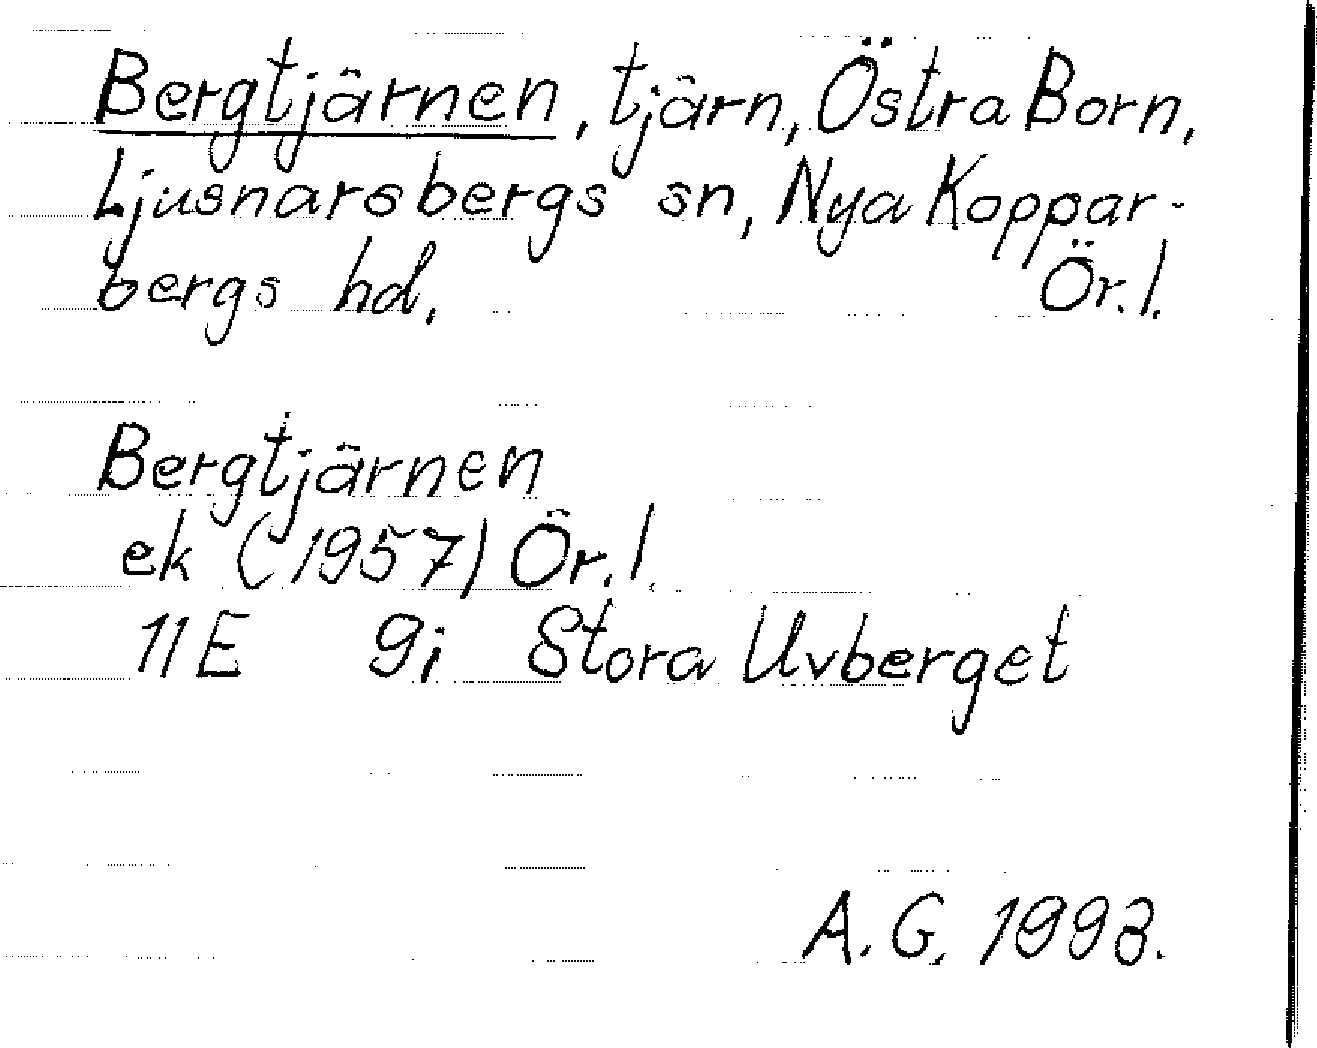 Bergtjärnen, tjärn, Östra Born,
Ljusnarsbergs sn, Nya Koppar-
bergs hd. Ör. l.
Bergtjärnen
ek (1957) Ör. l.
11E 9i Stora Uvberget
A. G. 1993.